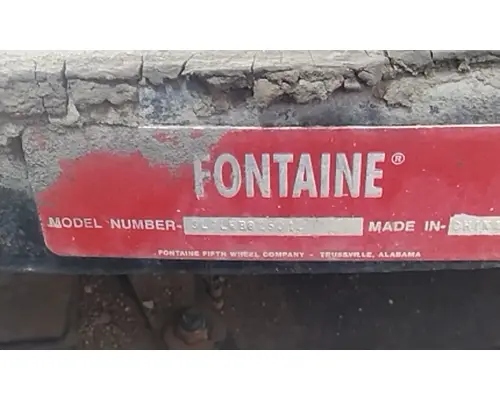 FONTAINE®
MODEL NUMBER-
MADE IN-
FONTAINE FIFTH WHEEL COMPANY - TRUSSVILLE, ALABAMA